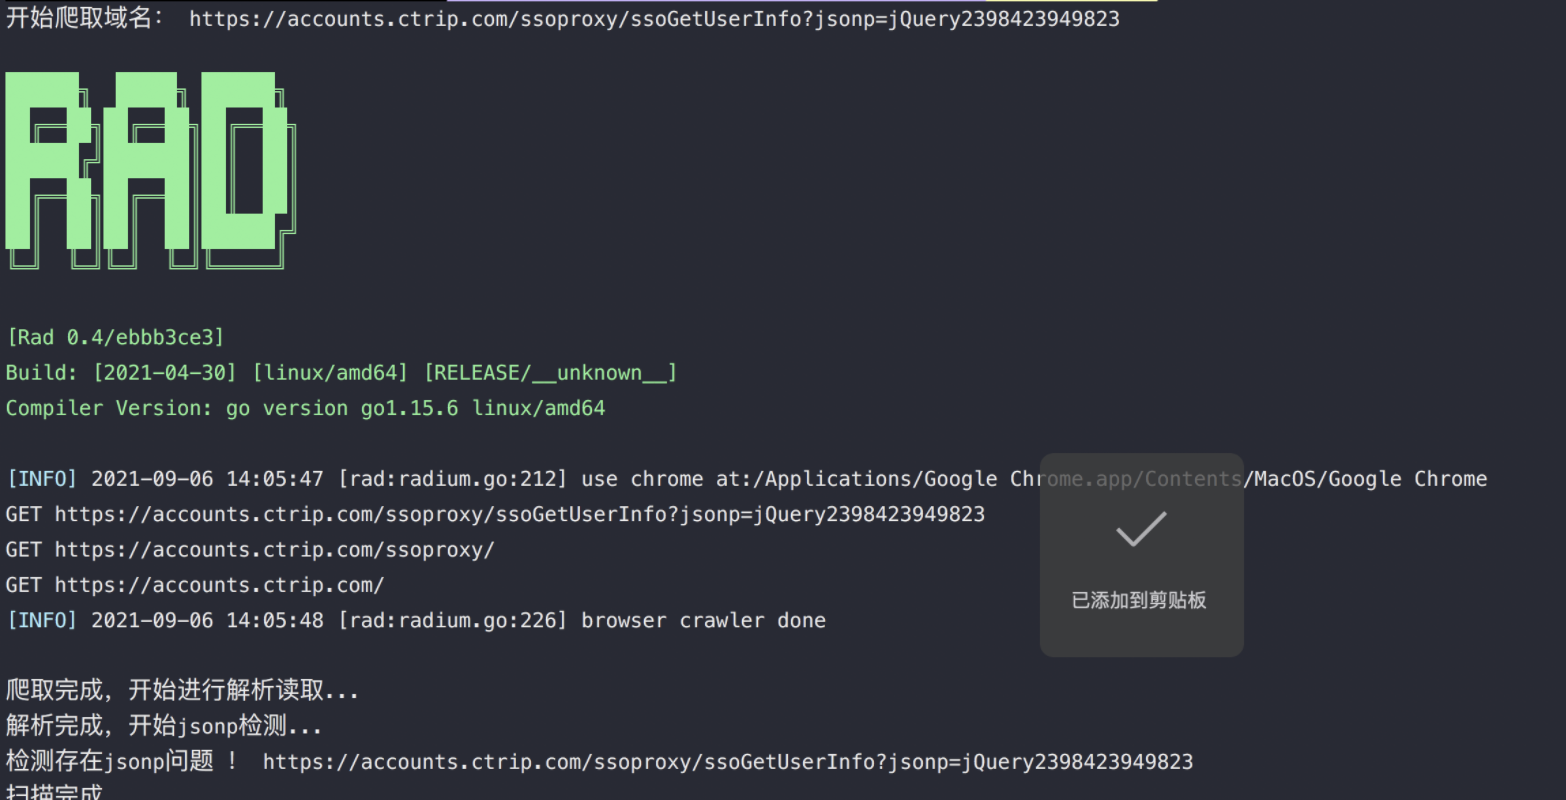 开始爬取域名： https://accounts.ctrip.com/ssoproxy/ssoGetUserInfo?jsonp=jQuery2398423949823
RAD
[Rad 0.4/ebbb3ce3]
Build: [2021-04-30] [linux/amd64] [RELEASE/__unknown__]
Compiler Version: go version go1.15.6 linux/amd64
[INFO] 2021-09-06 14:05:47 [rad:radium.go:212] use chrome at:/Applications/Google Chrome.app/Contents/MacOS/Google Chrome
GET https://accounts.ctrip.com/ssoproxy/ssoGetUserInfo?jsonp=jQuery2398423949823
GET https://accounts.ctrip.com/ssoproxy/
GET https://accounts.ctrip.com/
已添加到剪贴板
[INFO] 2021-09-06 14:05:48 [rad:radium.go:226] browser crawler done
爬取完成，开始进行解析读取...
解析完成，开始jsonp检测...
检测存在jsonp问题 ！ https://accounts.ctrip.com/ssoproxy/ssoGetUserInfo?jsonp=jQuery2398423949823
扫描完成